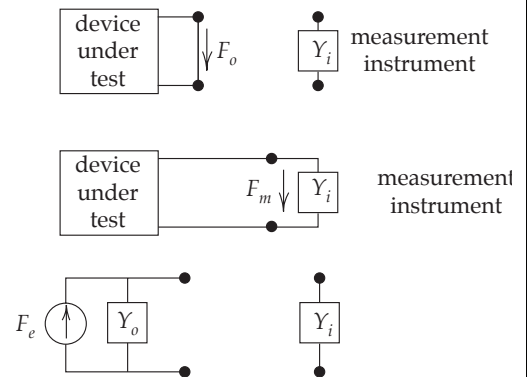 device
under
test
F_o
Y_i
measurement
instrument
device
under
test
F_m
Y_i
measurement
instrument
F_e
Y_o
Y_i